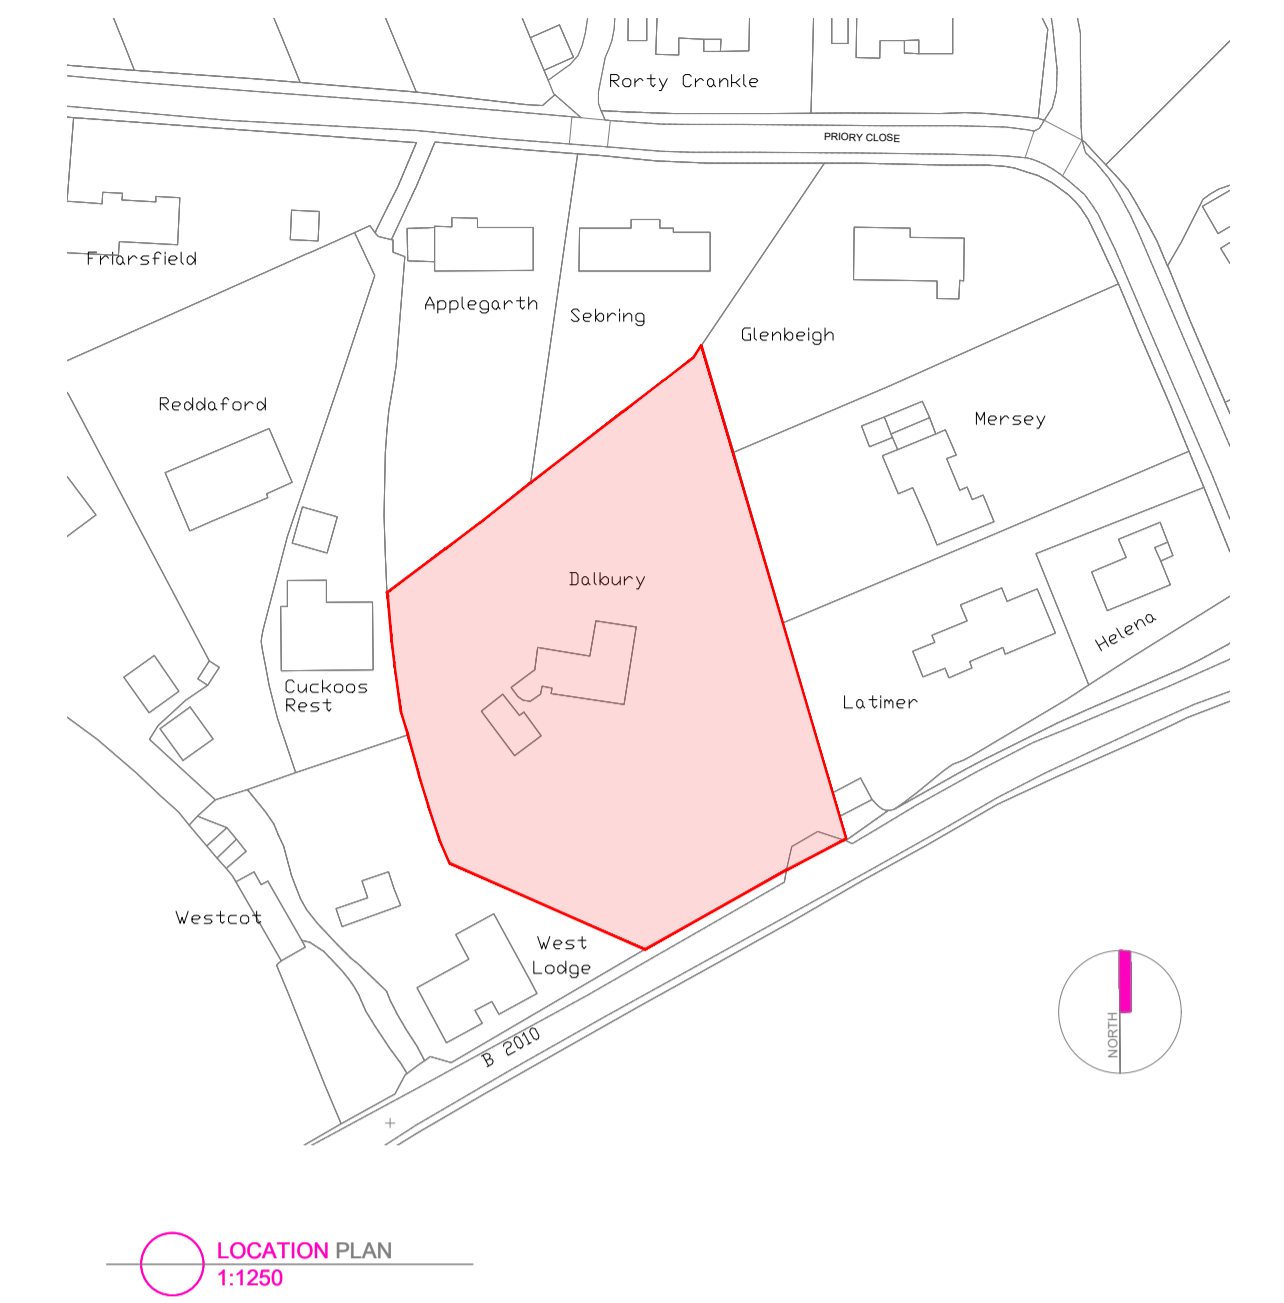 Rorty Crankle
PRIORY CLOSE
Friarsfield
Applegarth
Sebring
Glenbeigh
Reddaford
Mersey
Dalbury
Helena
Cuckoos
Rest
Latimer
Westcot
West
Lodge
B 2010
NORTH
LOCATION PLAN
1:1250